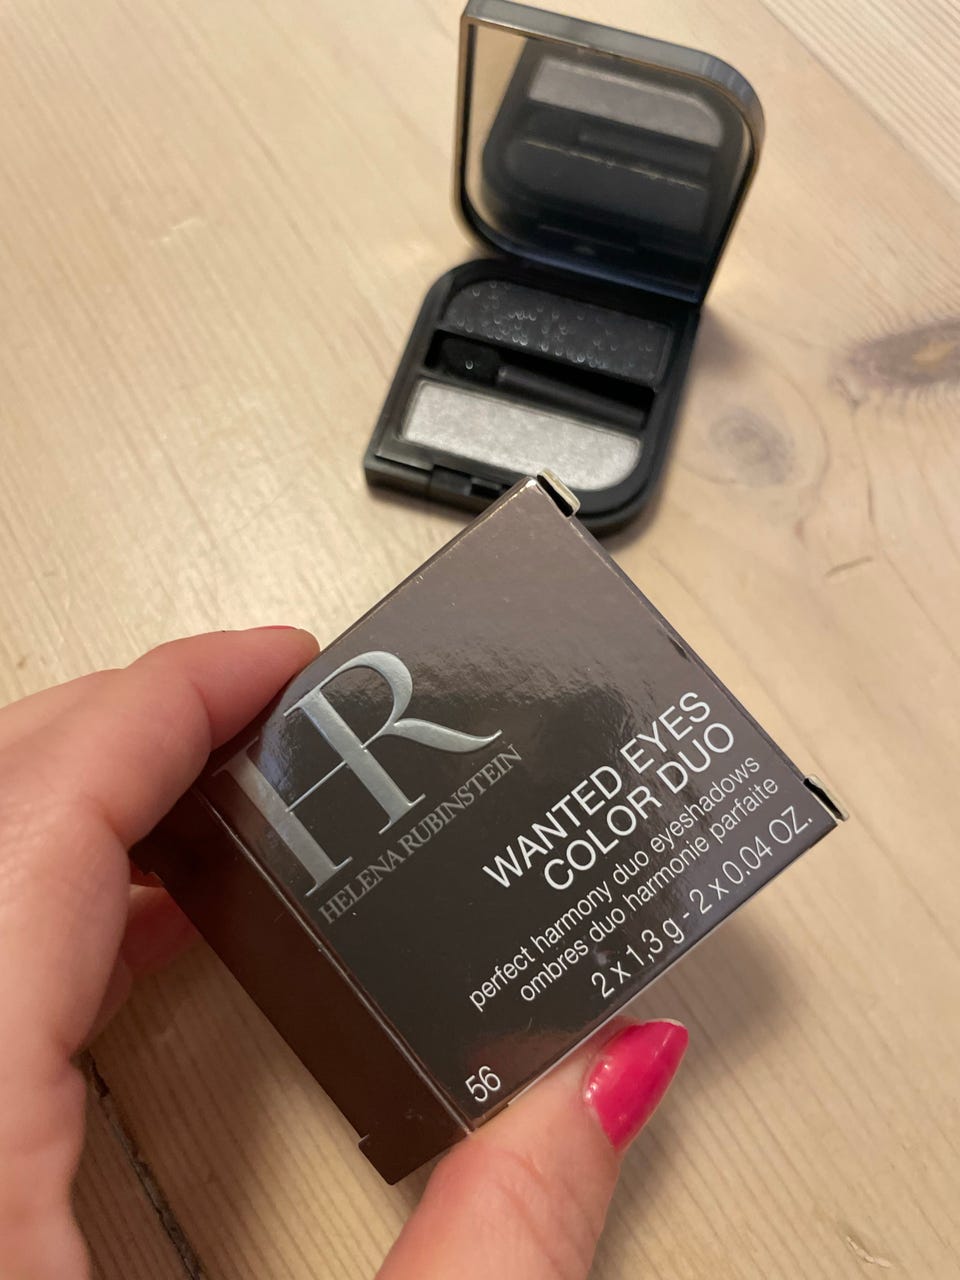 HR
HELENA RUBINSTEIN
WANTED EYES
COLOR DUO
perfect harmony duo eyeshadows
ombres duo harmonie parfaite
2 x 1,3 g - 2 x 0.04 OZ.
56